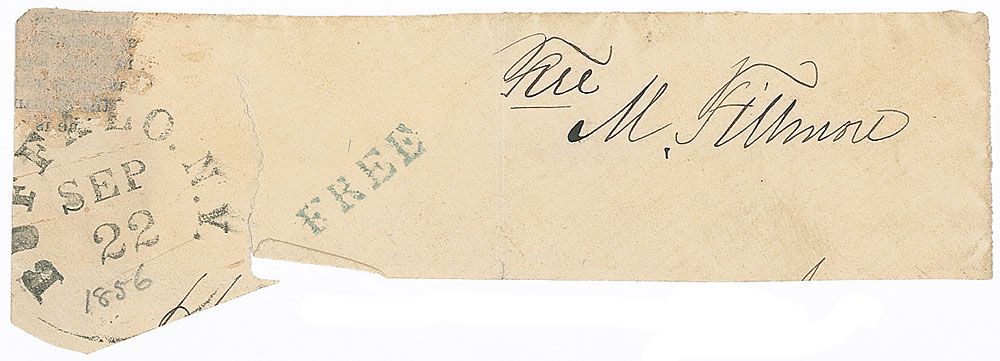 Free
M. Fillmore
FREE
BUFFALO. N.Y.
SEP
22
1856